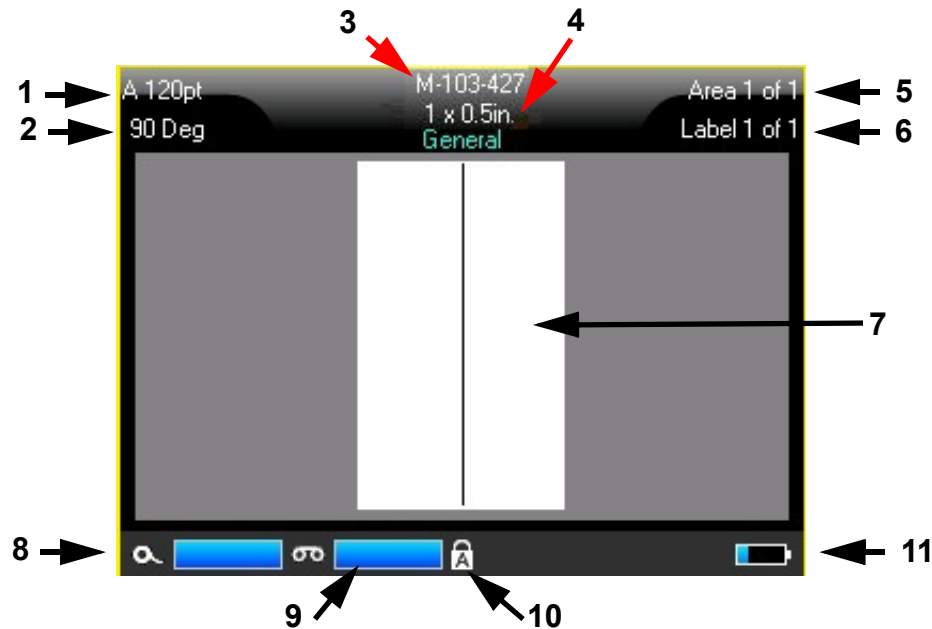 3
4
1
A 120pt
M-103-427
Area 1 of 1
5
1 x 0.5in.
2
90 Deg
General
Label 1 of 1
6
7
8
A
11
9
10